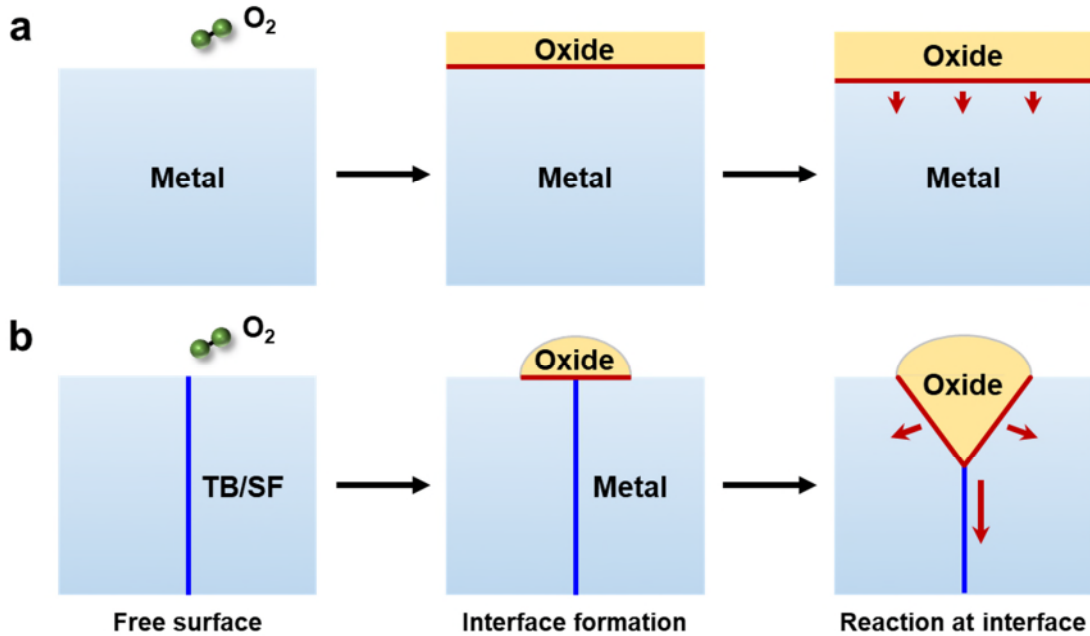 a
O₂
Metal
Oxide
Metal
Oxide
Metal
b
O₂
TB/SF
Oxide
Metal
Oxide
Free surface
Interface formation
Reaction at interface